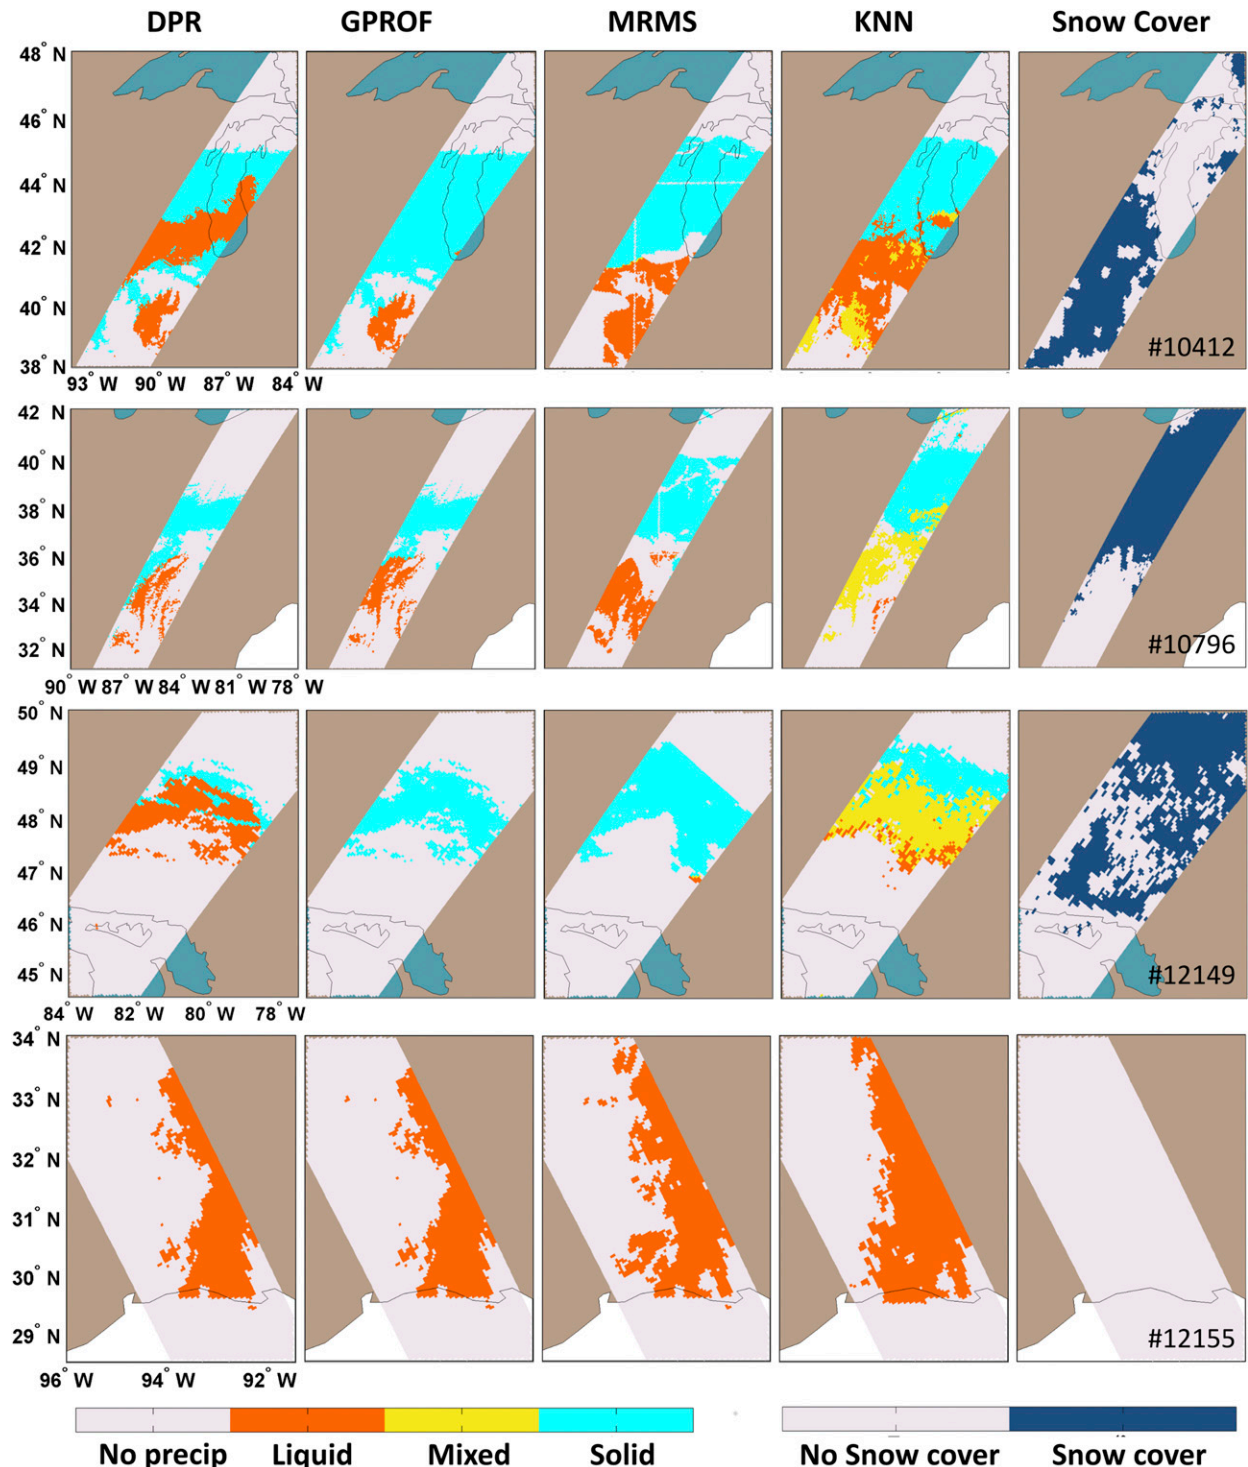 DPR GPROF MRMS KNN Snow Cover
48° N
46° N
44° N
42° N
40° N
38° N
93° W 90° W 87° W 84° W
#10412
42° N
40° N
38° N
36° N
34° N
32° N
90° W 87° W 84° W 81° W 78° W
#10796
50° N
49° N
48° N
47° N
46° N
45° N
84° W 82° W 80° W 78° W
#12149
34° N
33° N
32° N
31° N
30° N
29° N
96° W 94° W 92° W
#12155
No precip Liquid Mixed Solid No Snow cover Snow cover